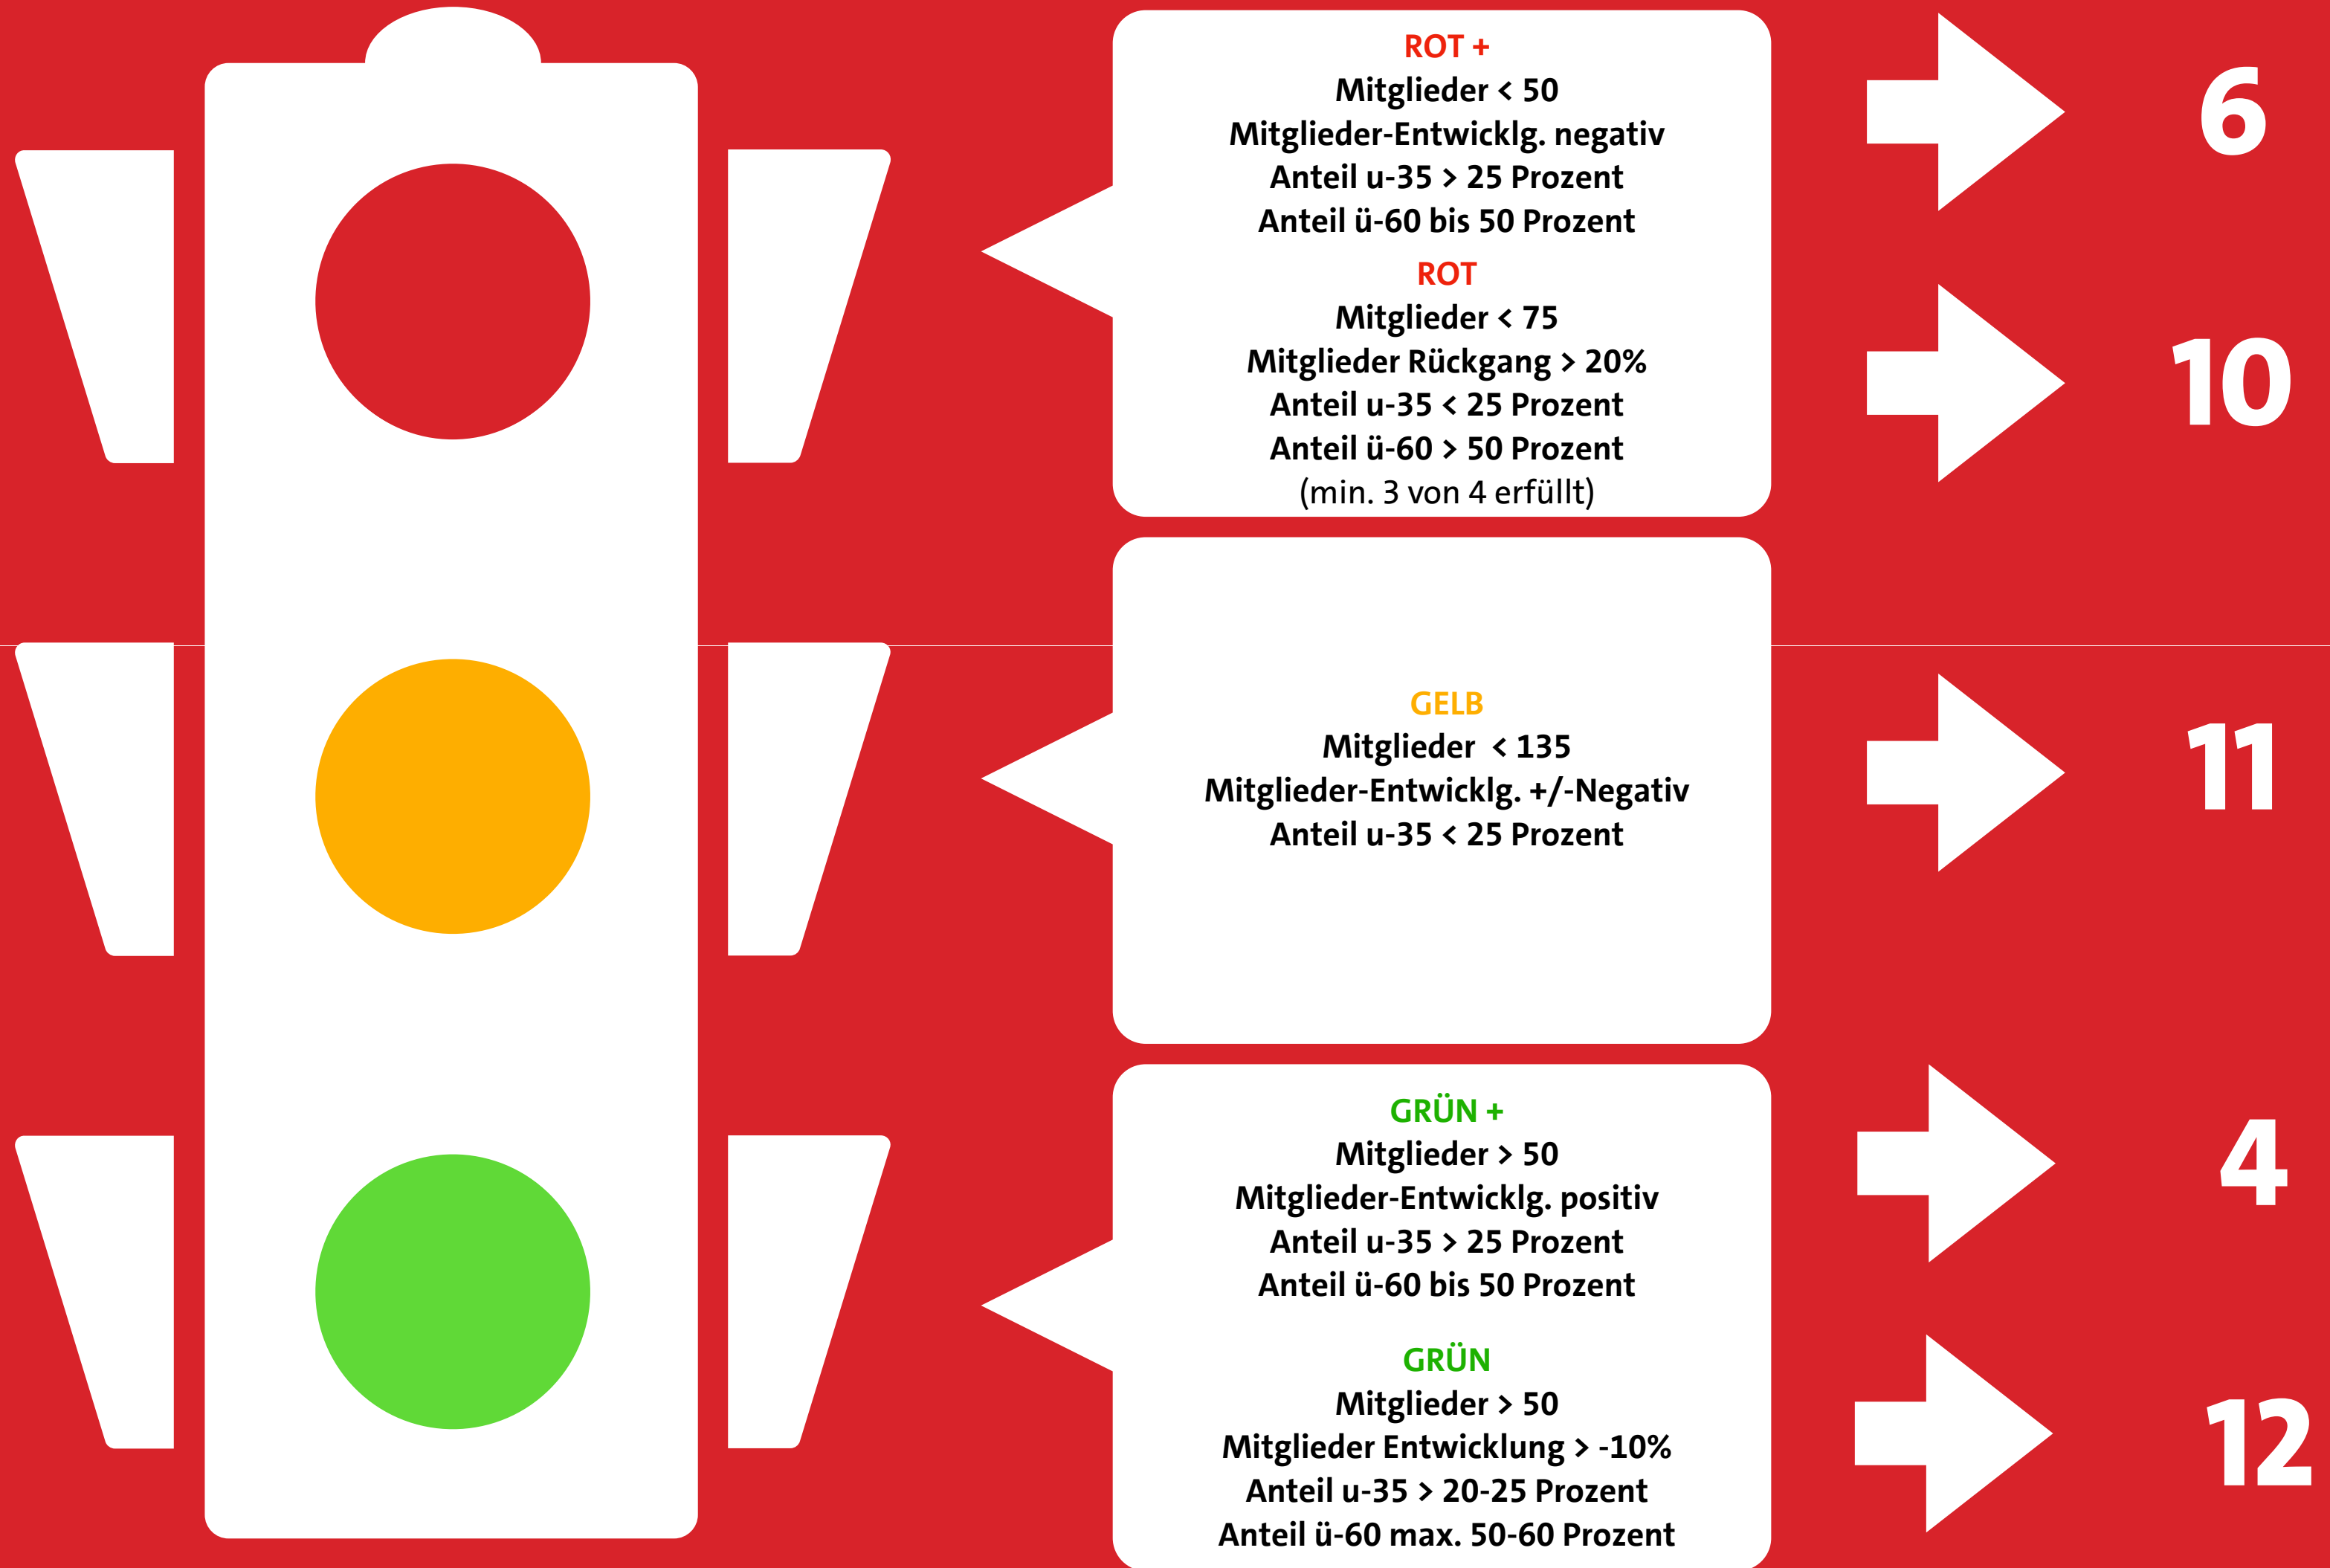 ROT +
Mitglieder < 50
Mitglieder-Entwicklg. negativ
Anteil u-35 > 25 Prozent
Anteil ü-60 bis 50 Prozent
6
ROT
Mitglieder < 75
Mitglieder Rückgang > 20%
Anteil u-35 < 25 Prozent
Anteil ü-60 > 50 Prozent
(min. 3 von 4 erfüllt)
10
GELB
Mitglieder < 135
Mitglieder-Entwicklg. +/-Negativ
Anteil u-35 < 25 Prozent
11
GRÜN +
Mitglieder > 50
Mitglieder-Entwicklg. positiv
Anteil u-35 > 25 Prozent
Anteil ü-60 bis 50 Prozent
4
GRÜN
Mitglieder > 50
Mitglieder Entwicklung > -10%
Anteil u-35 > 20-25 Prozent
Anteil ü-60 max. 50-60 Prozent
12